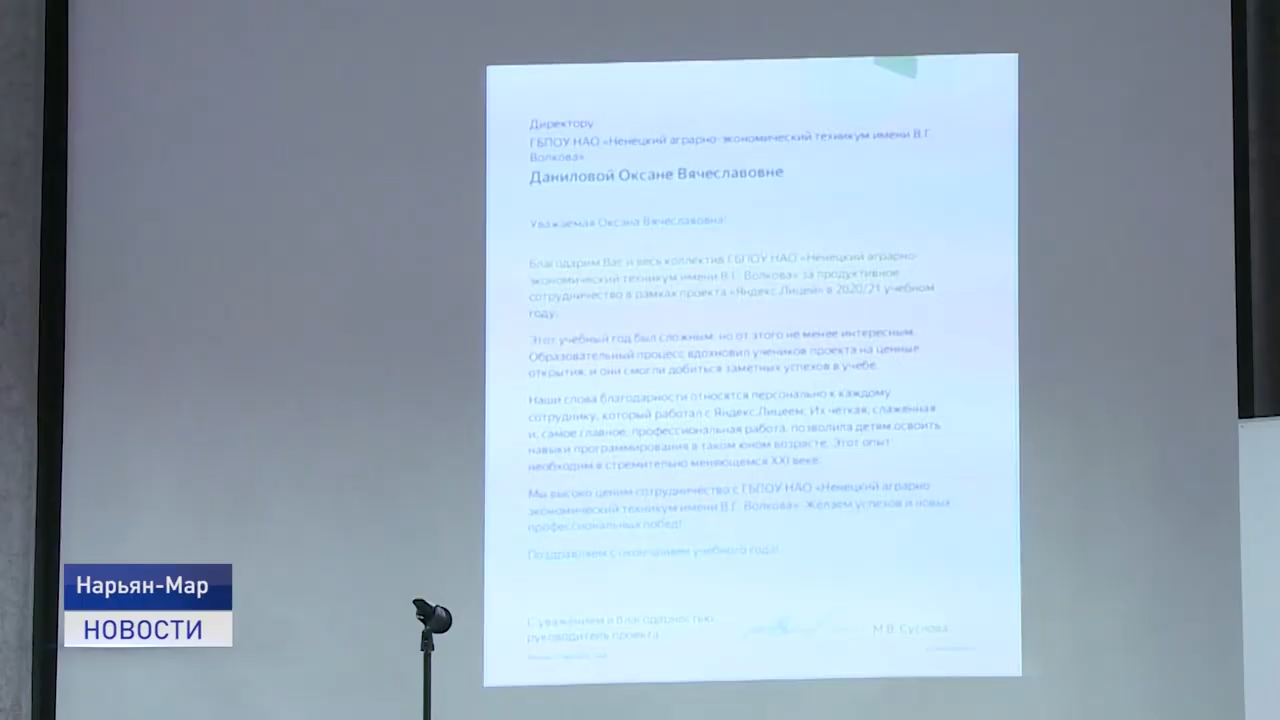 Директору
ГБПОУ НАО «Ненецкий аграрно-экономический техникум имени В.Г.
Волкова»
Даниловой Оксане Вячеславовне
Уважаемая Оксана Вячеславовна!
Благодарим Вас и весь коллектив ГБПОУ НАО «Ненецкий аграрно-
экономический техникум имени В.Г. Волкова» за продуктивное
сотрудничество в рамках проекта «Яндекс.Лицей» в 2020/21 учебном
году.
Этот учебный год был сложным, но от этого не менее интересным.
Образовательный процесс вдохновил учеников проекта на ценные
открытия, и они смогли добиться заметных успехов в учебе.
Наши слова благодарности относятся персонально к каждому
сотруднику, который работал с Яндекс.Лицеем. Их чёткая, слаженная
и, самое главное, профессиональная работа, позволила детям освоить
навыки программирования в таком юном возрасте. Этот опыт
необходим в стремительно меняющемся XXI веке.
Мы высоко ценим сотрудничество с ГБПОУ НАО «Ненецкий аграрно-
экономический техникум имени В.Г. Волкова». Желаем успехов и новых
профессиональных побед!
Поздравляем с окончанием учебного года!
С уважением и благодарностью,
руководитель проекта
М.В. Суслова
Нарьян-Мар
НОВОСТИ